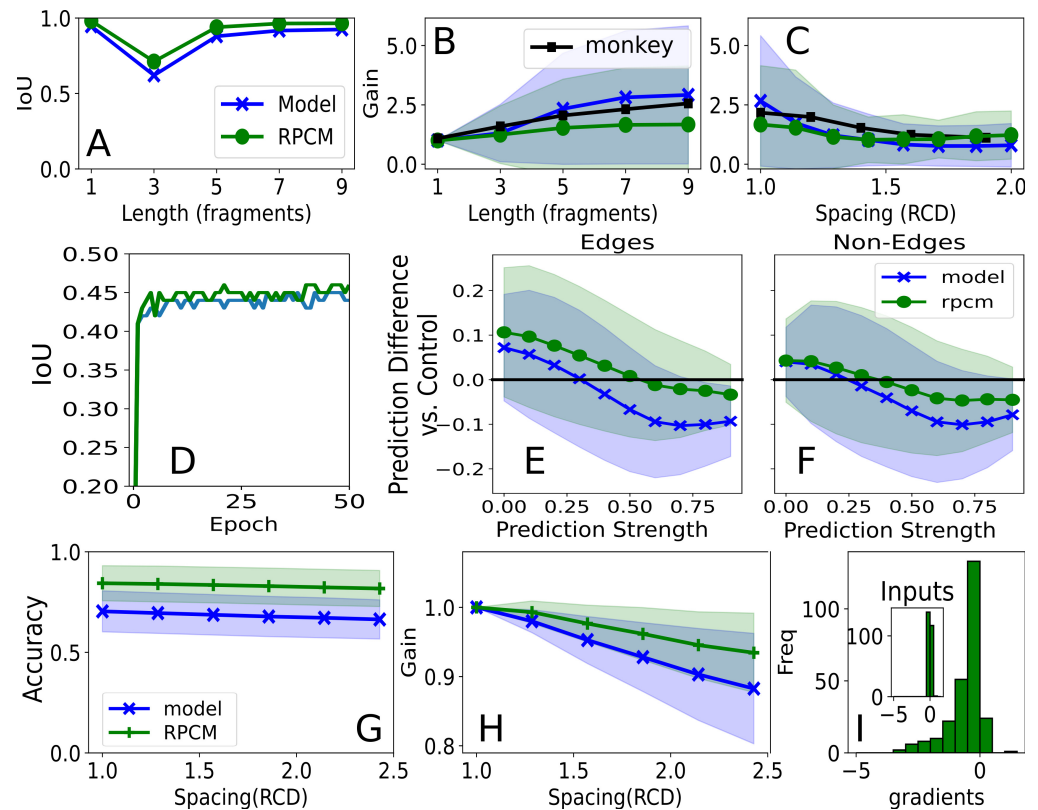 1.0
0.5
0.0
IoU
A
Model
RPCM
1 3 5 7 9
Length (fragments)
5.0
2.5
0.0
Gain
B
monkey
1 3 5 7 9
Length (fragments)
5.0
2.5
0.0
C
1.0 1.5 2.0
Spacing (RCD)
0.50
0.45
0.40
0.35
0.30
0.25
0.20
IoU
D
0 25 50
Epoch
Edges
Prediction Difference
vs. Control
0.2
0.1
0.0
−0.1
−0.2
E
0.00 0.25 0.50 0.75
Prediction Strength
Non-Edges
model
rpcm
F
0.00 0.25 0.50 0.75
Prediction Strength
1.0
0.5
0.0
Accuracy
model
RPCM
G
1.0 1.5 2.0 2.5
Spacing(RCD)
1.0
0.9
0.8
Gain
H
1.0 1.5 2.0 2.5
Spacing(RCD)
100
50
0
Freq
Inputs
100
0
−5 0
I
−5 0
gradients